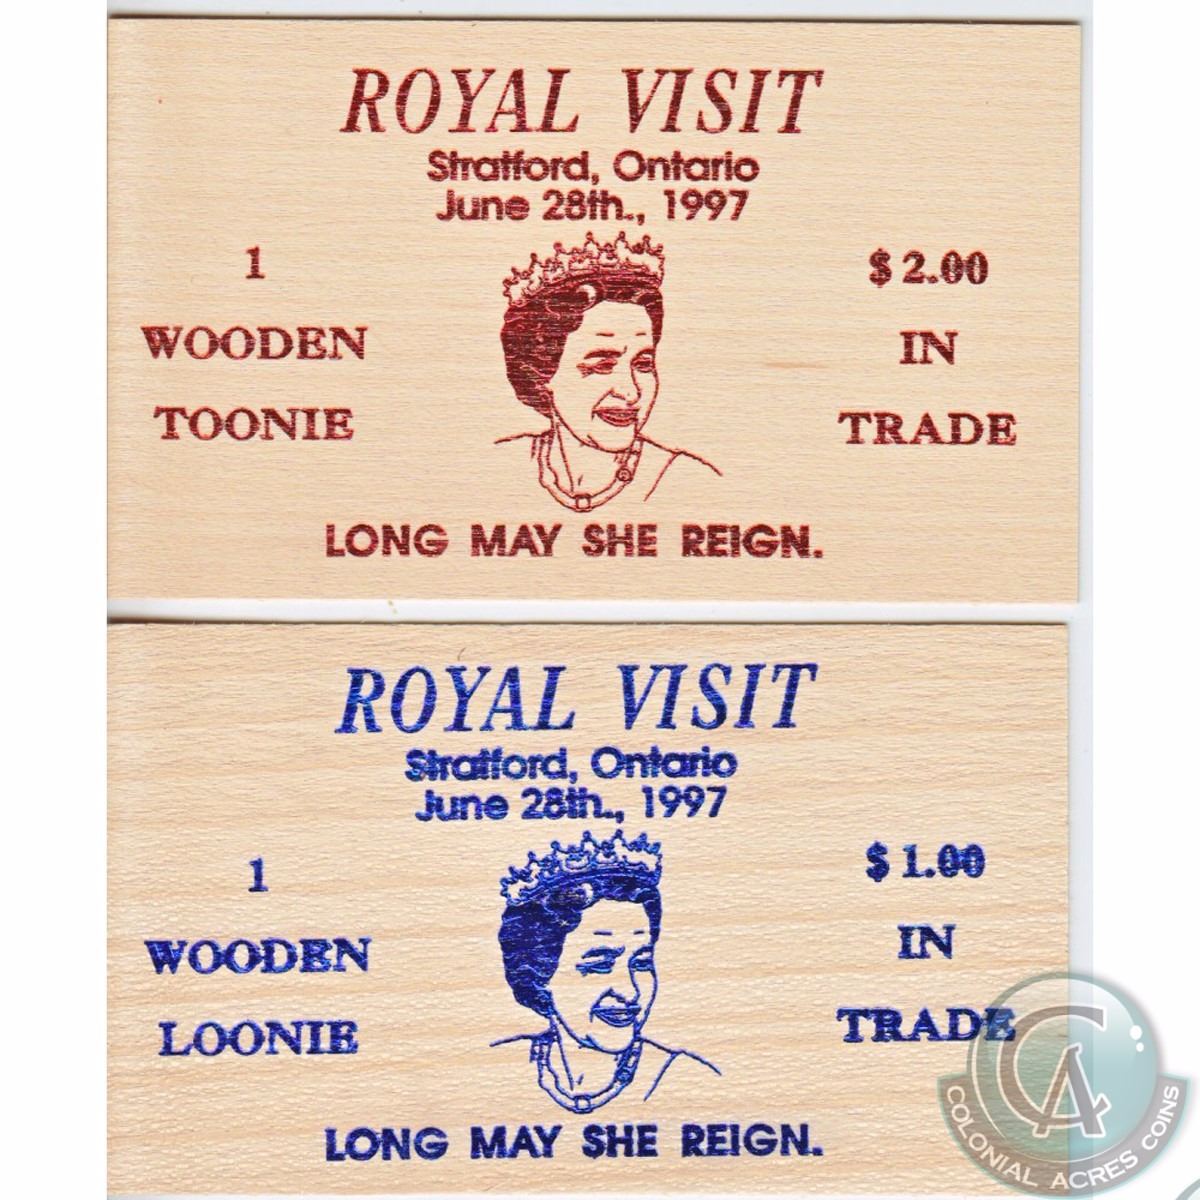 ROYAL VISIT
Stratford, Ontario
June 28th., 1997
1
WOODEN
TOONIE
$2.00
IN
TRADE
LONG MAY SHE REIGN.
ROYAL VISIT
Stratford, Ontario
June 28th., 1997
1
WOODEN
LOONIE
$1.00
IN
TRADE
LONG MAY SHE REIGN.
CA
COLONIAL ACRES COINS